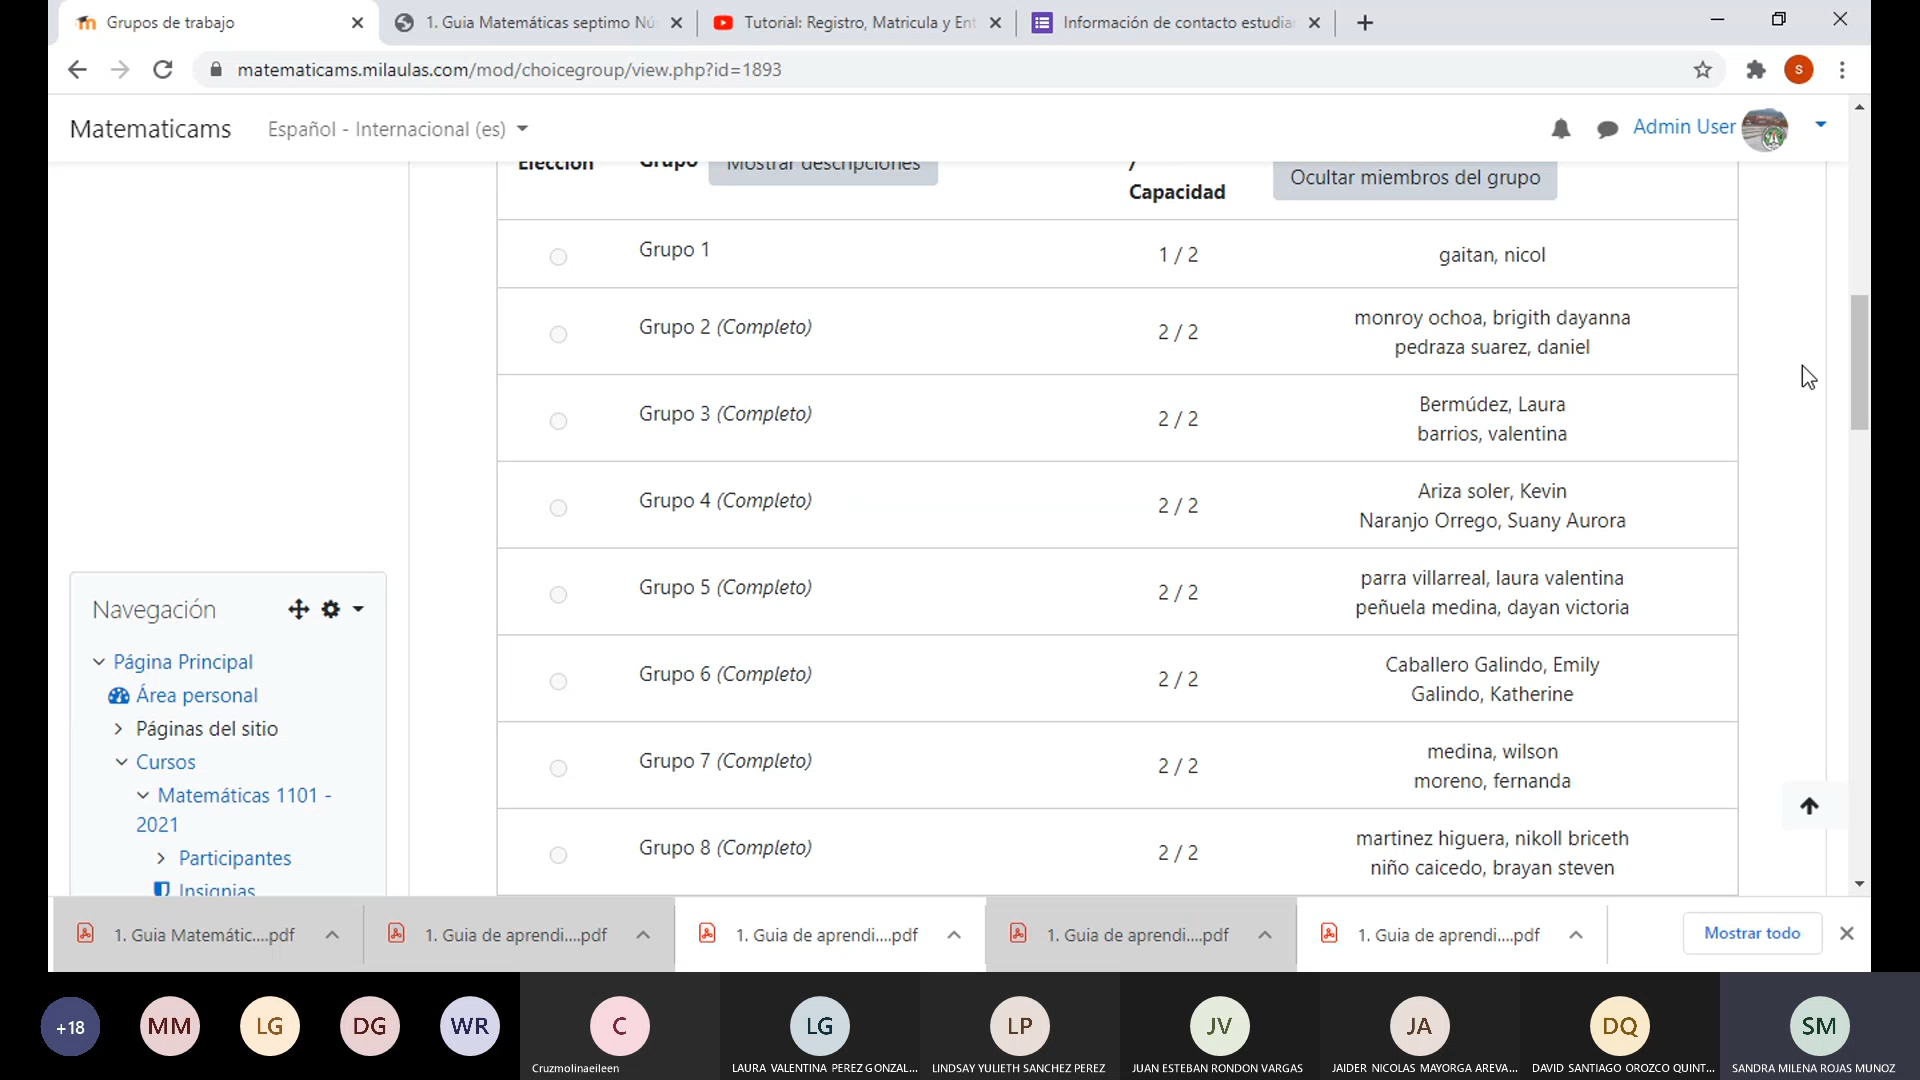 Grupos de trabajo
1. Guia Matemáticas septimo Nú
Tutorial: Registro, Matricula y Ent
Información de contacto estudia
matematicams.milaulas.com/mod/choicegroup/view.php?id=1893
S
Matematicams
Español - Internacional (es)
Admin User
Elección
Grupo
Mostrar descripciones
/
Capacidad
Ocultar miembros del grupo
Grupo 1
1 / 2
gaitan, nicol
Grupo 2 (Completo)
2 / 2
monroy ochoa, brigith dayanna
pedraza suarez, daniel
Grupo 3 (Completo)
2 / 2
Bermúdez, Laura
barrios, valentina
Grupo 4 (Completo)
2 / 2
Ariza soler, Kevin
Naranjo Orrego, Suany Aurora
Grupo 5 (Completo)
2 / 2
parra villarreal, laura valentina
peñuela medina, dayan victoria
Grupo 6 (Completo)
2 / 2
Caballero Galindo, Emily
Galindo, Katherine
Grupo 7 (Completo)
2 / 2
medina, wilson
moreno, fernanda
Grupo 8 (Completo)
2 / 2
martinez higuera, nikoll briceth
niño caicedo, brayan steven
Navegación
Página Principal
Área personal
Páginas del sitio
Cursos
Matemáticas 1101 -
2021
Participantes
Insignias
1. Guia Matemátic....pdf
1. Guia de aprendi....pdf
1. Guia de aprendi....pdf
1. Guia de aprendi....pdf
1. Guia de aprendi....pdf
Mostrar todo
+18
MM
LG
DG
WR
C
Cruzmolinaeileen
LG
LAURA VALENTINA PEREZ GONZAL...
LP
LINDSAY YULIETH SANCHEZ PEREZ
JV
JUAN ESTEBAN RONDON VARGAS
JA
JAIDER NICOLAS MAYORGA AREVA...
DQ
DAVID SANTIAGO OROZCO QUINT...
SM
SANDRA MILENA ROJAS MUNOZ